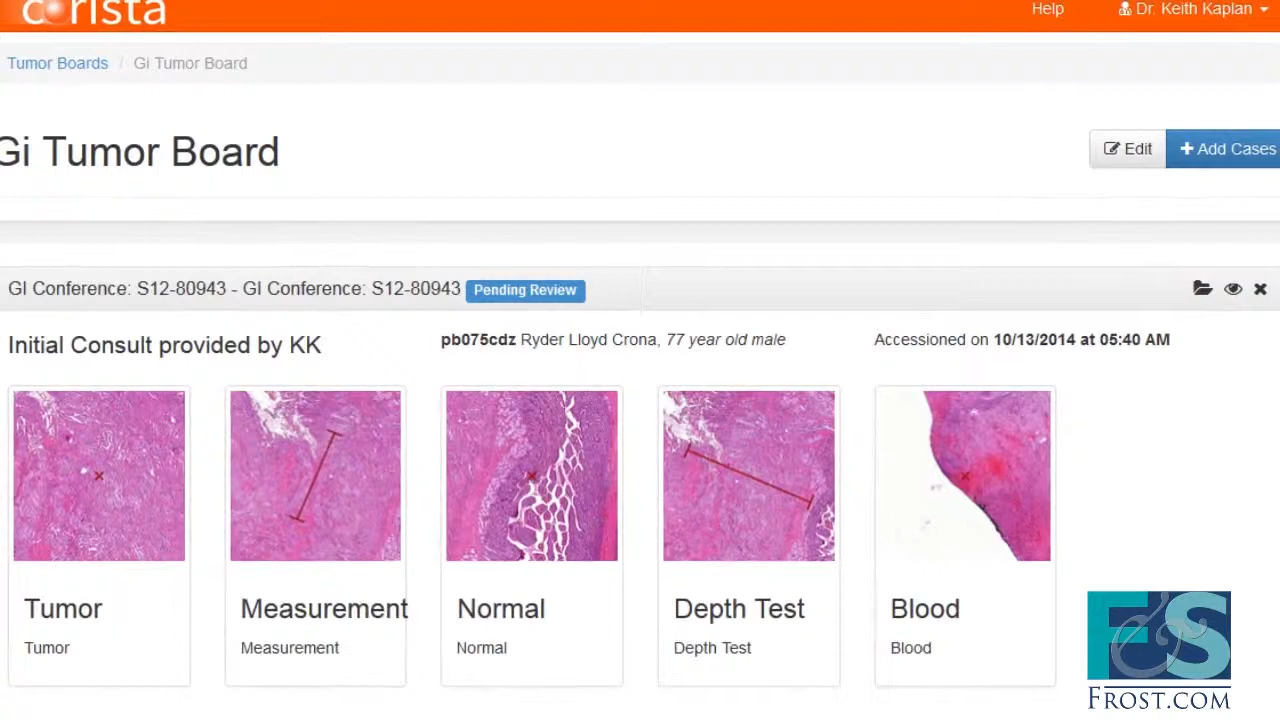 corista
Help Dr. Keith Kaplan
Tumor Boards / Gi Tumor Board
Gi Tumor Board
Edit + Add Cases
GI Conference: S12-80943 - GI Conference: S12-80943 Pending Review
Initial Consult provided by KK
pb075cdz Ryder Lloyd Crona, 77 year old male
Accessioned on 10/13/2014 at 05:40 AM
Tumor
Tumor
Measurement
Measurement
Normal
Normal
Depth Test
Depth Test
Blood
Blood
F&S
FROST.COM